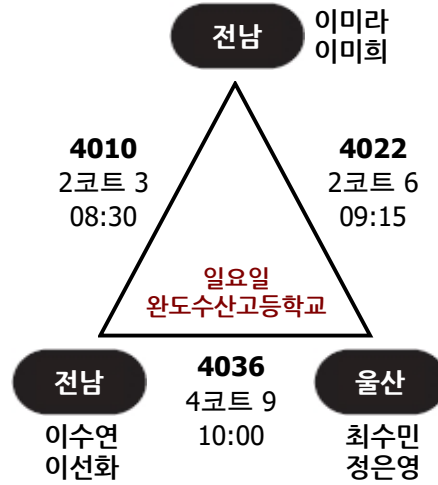 전남
이미라
이미희
4010
2코트 3
08:30
4022
2코트 6
09:15
일요일
완도수산고등학교
전남
이수연
이선화
4036
4코트 9
10:00
울산
최수민
정은영